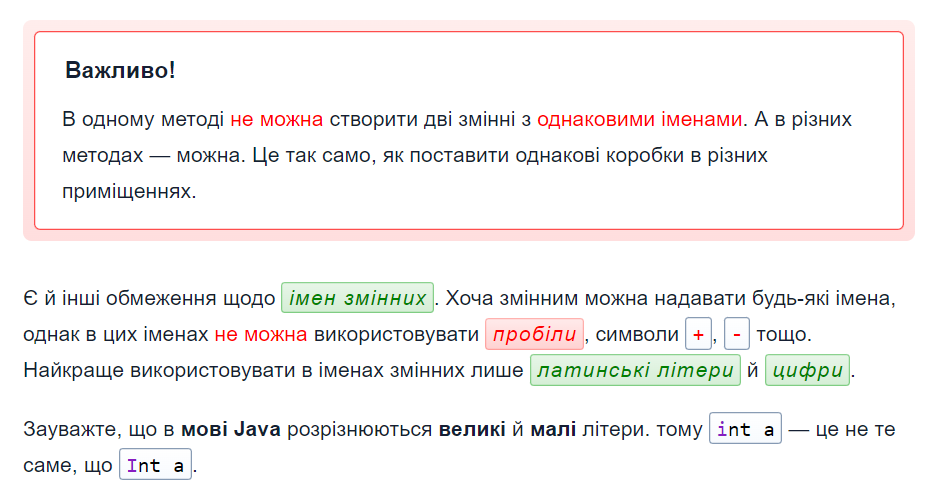 Важливо!
В одному методі не можна створити дві змінні з однаковими іменами. А в різних
методах — можна. Це так само, як поставити однакові коробки в різних
приміщеннях.
Є й інші обмеження щодо імен змінних. Хоча змінним можна надавати будь-які імена,
однак в цих іменах не можна використовувати пробіли, символи +, - тощо.
Найкраще використовувати в іменах змінних лише латинські літери й цифри.
Зауважте, що в мові Java розрізнюються великі й малі літери. тому int a — це не те
саме, що Int a.